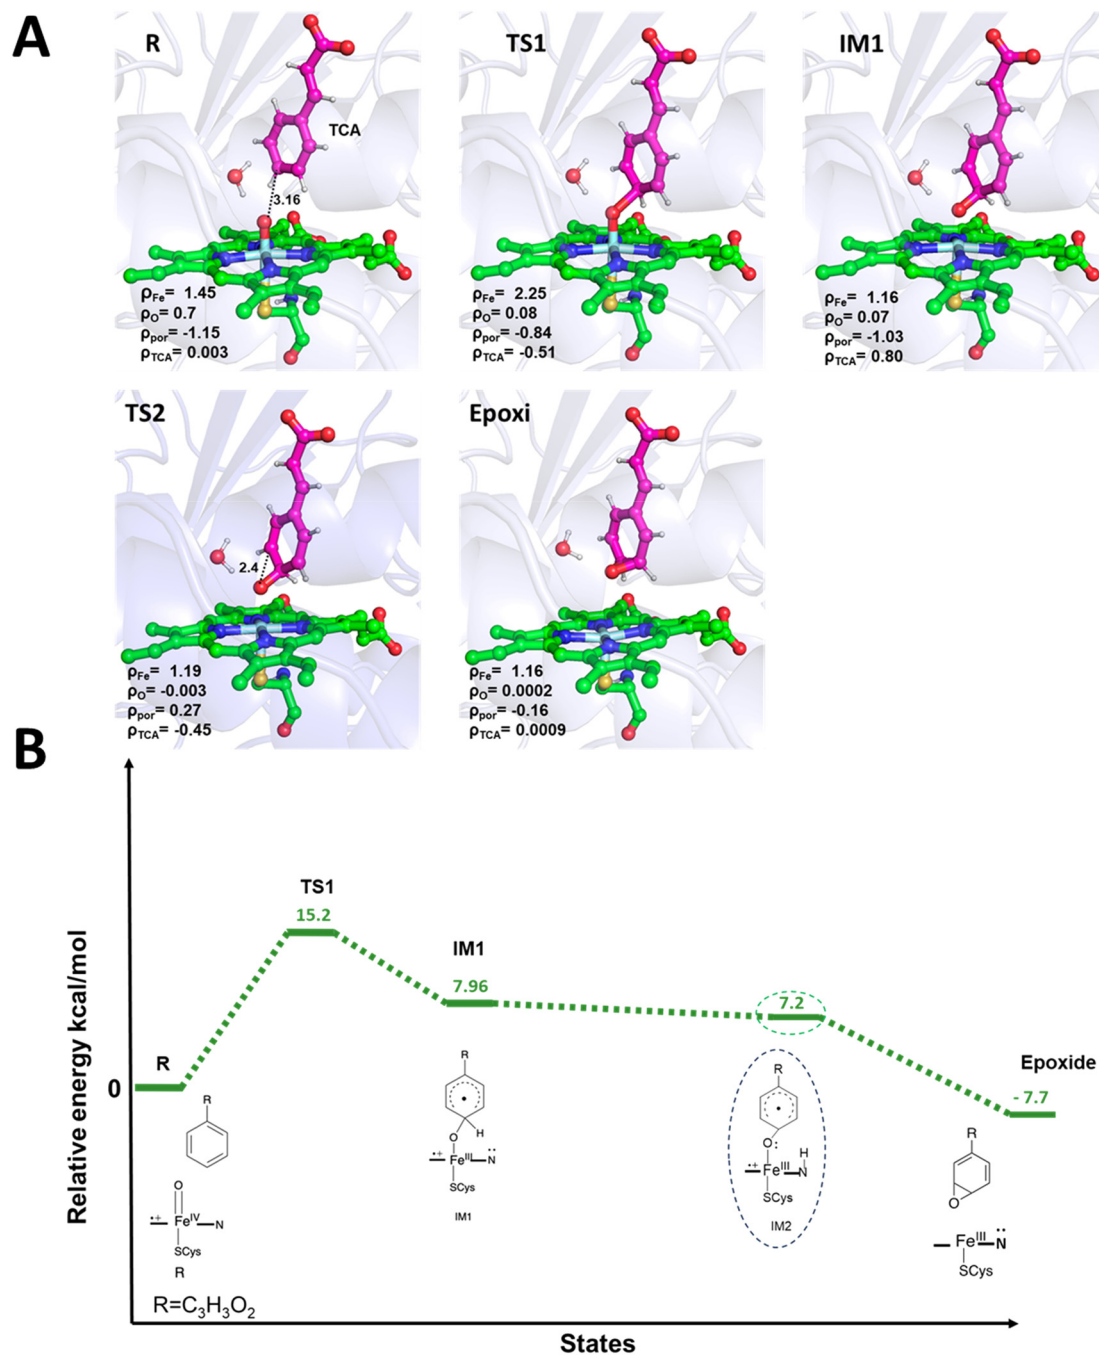 A
R
TCA
3.16
ρFe= 1.45
ρO= 0.7
ρpor= -1.15
ρTCA= 0.003
TS1
ρFe= 2.25
ρO= 0.08
ρpor= -0.84
ρTCA= -0.51
IM1
ρFe= 1.16
ρO= 0.07
ρpor= -1.03
ρTCA= 0.80
TS2
2.4
ρFe= 1.19
ρO= -0.003
ρpor= 0.27
ρTCA= -0.45
Epoxi
ρFe= 1.16
ρO= 0.0002
ρpor= -0.16
ρTCA= 0.0009
B
Relative energy kcal/mol
0
R
TS1
15.2
IM1
7.96
7.2
Epoxide
- 7.7
R
O
•+ FeIV N
SCys
R
R
O H
•+ FeIII N̈
SCys
IM1
R
O:
H
•+ FeIII N
SCys
IM2
R
O
FeIII N̈
SCys
R=C3H3O2
States